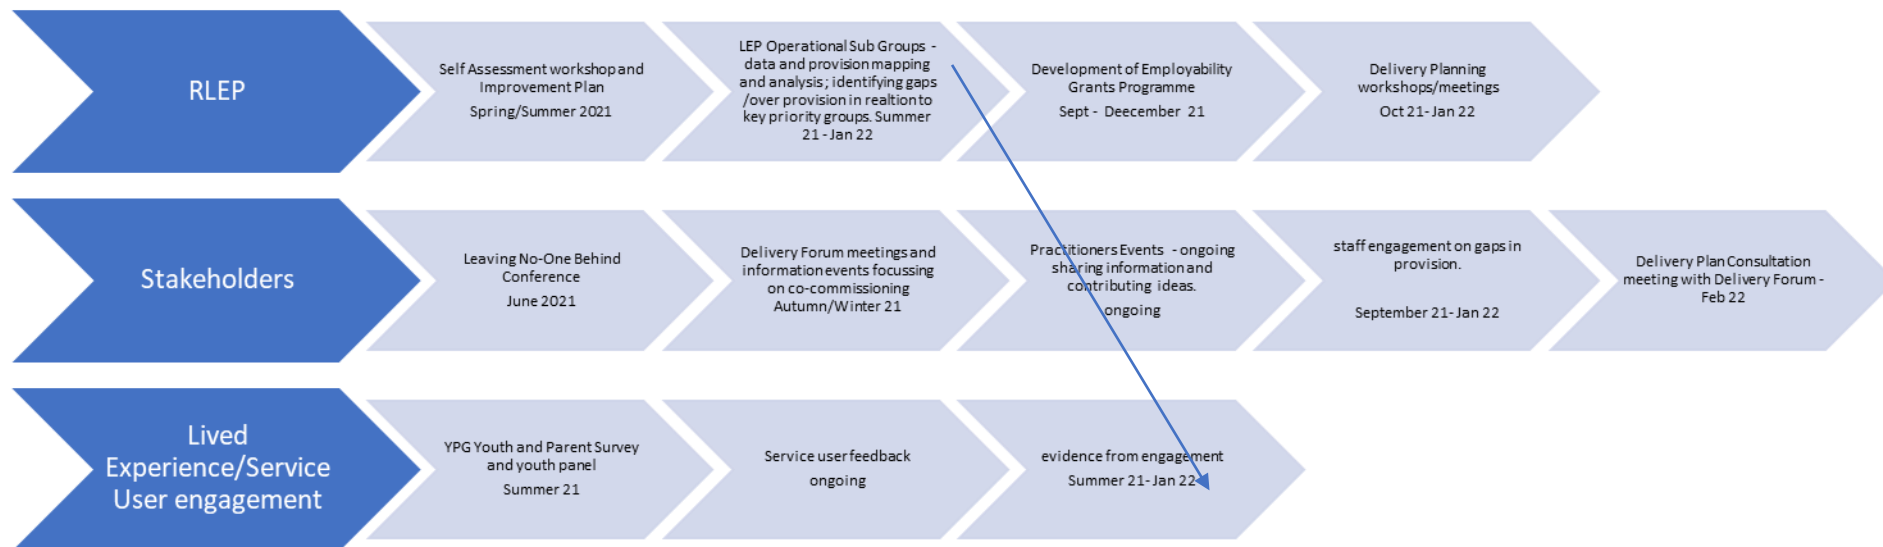 RLEP
Self Assessment workshop and
Improvement Plan
Spring/Summer 2021
LEP Operational Sub Groups -
data and provision mapping
and analysis; identifying gaps
/over provision in realtion to
key priority groups. Summer
21 - Jan 22
Development of Employability
Grants Programme
Sept - Deecember 21
Delivery Planning
workshops/meetings
Oct 21- Jan 22
Stakeholders
Leaving No-One Behind
Conference
June 2021
Delivery Forum meetings and
information events focussing
on co-commissioning
Autumn/Winter 21
Practitioners Events - ongoing
sharing information and
contributing ideas.
ongoing
staff engagement on gaps in
provision.
September 21- Jan 22
Delivery Plan Consultation
meeting with Delivery Forum -
Feb 22
Lived
Experience/Service
User engagement
YPG Youth and Parent Survey
and youth panel
Summer 21
Service user feedback
ongoing
evidence from engagement
Summer 21- Jan 22